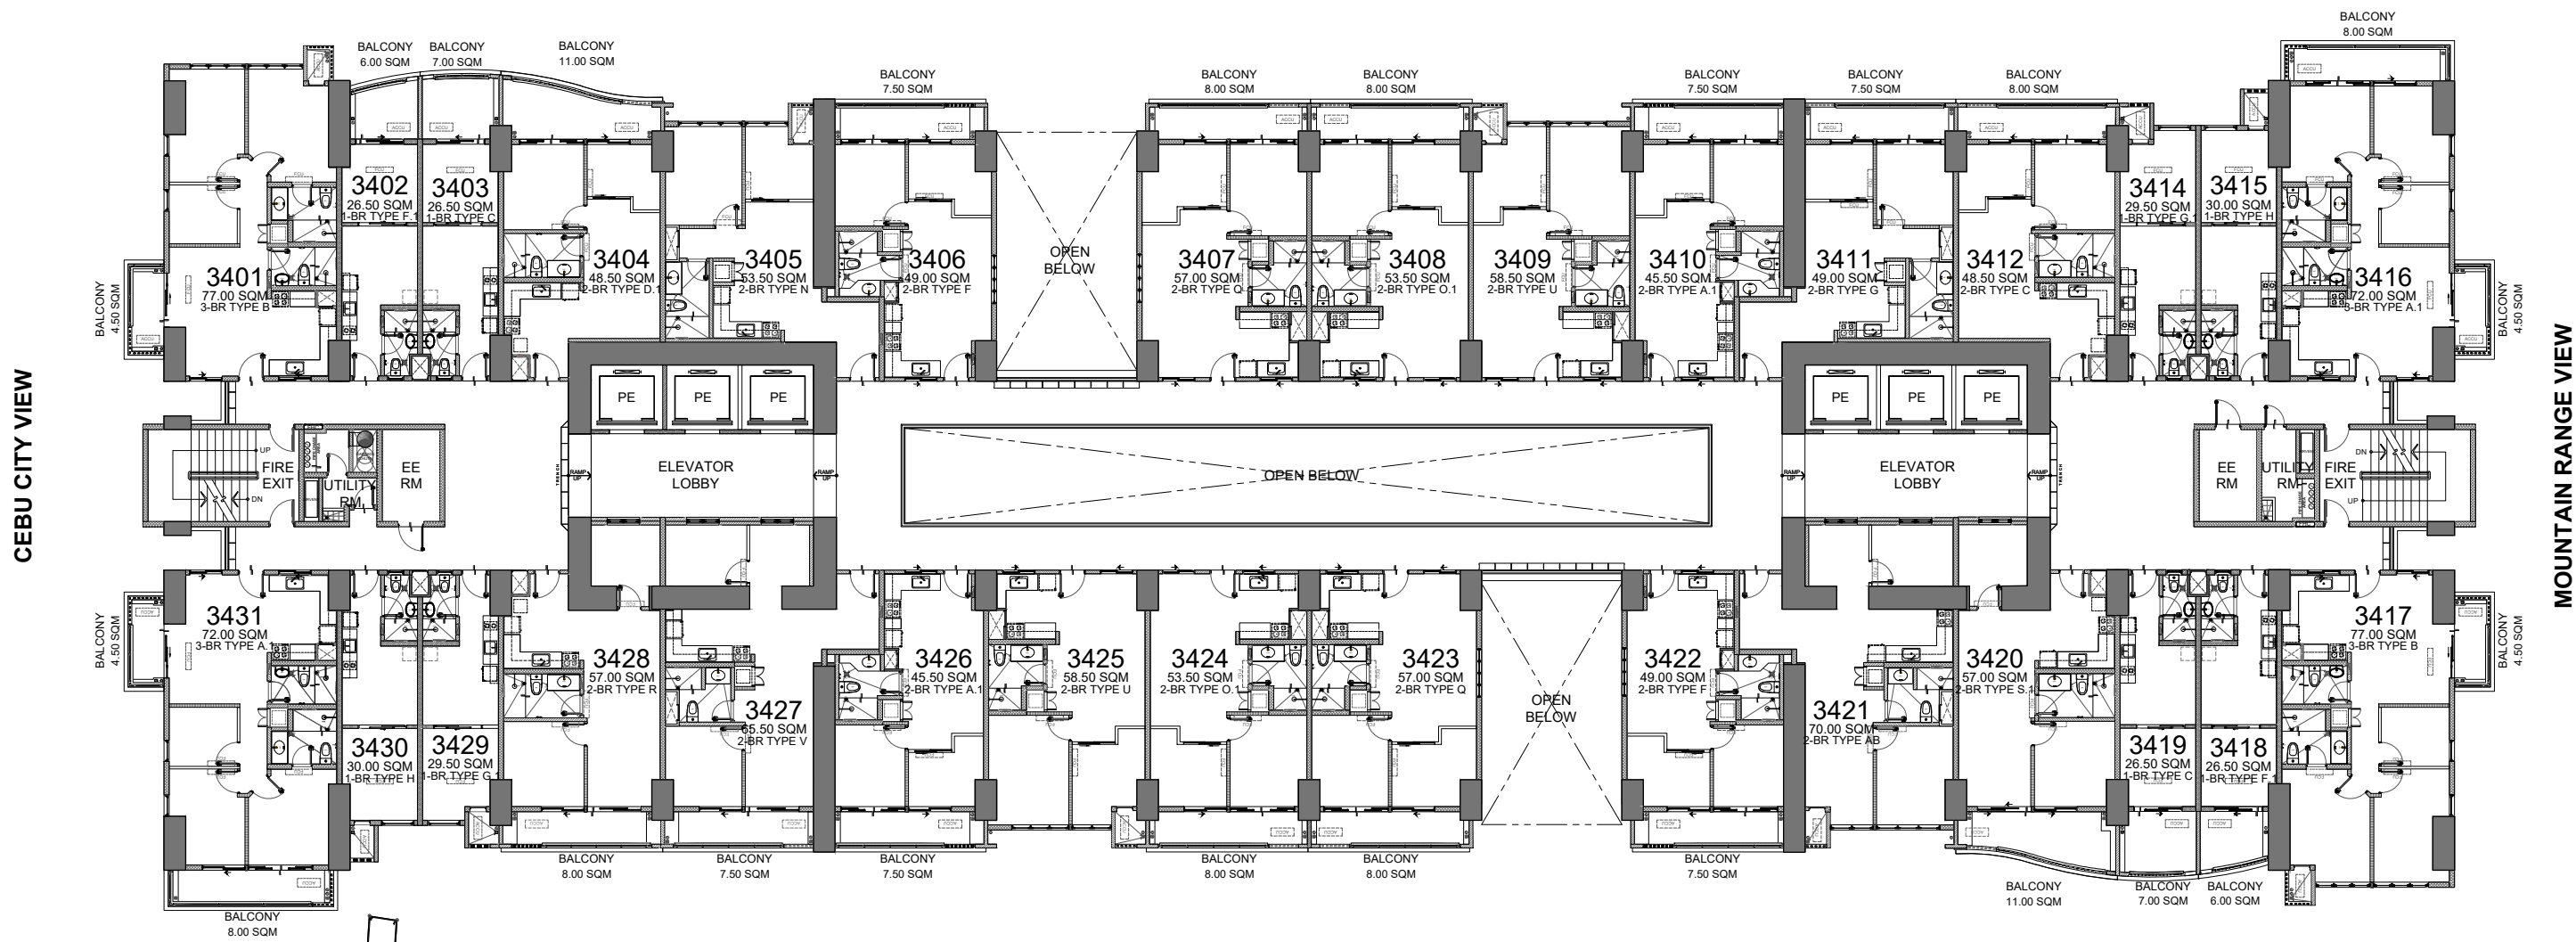 BALCONY
8.00 SQM
BALCONY
6.00 SQM
BALCONY
7.00 SQM
BALCONY
11.00 SQM
BALCONY
7.50 SQM
BALCONY
8.00 SQM
BALCONY
8.00 SQM
BALCONY
7.50 SQM
BALCONY
7.50 SQM
BALCONY
8.00 SQM
3401
77.00 SQM
3-BR TYPE B
3402
26.50 SQM
1-BR TYPE F.1
3403
26.50 SQM
1-BR TYPE C
3404
48.50 SQM
2-BR TYPE D.1
3405
53.50 SQM
2-BR TYPE N
3406
49.00 SQM
2-BR TYPE F
OPEN
BELOW
3407
57.00 SQM
2-BR TYPE Q
3408
53.50 SQM
2-BR TYPE O.1
3409
58.50 SQM
2-BR TYPE U
3410
45.50 SQM
2-BR TYPE A.1
3411
49.00 SQM
2-BR TYPE G
3412
48.50 SQM
2-BR TYPE C
3414
29.50 SQM
1-BR TYPE G.1
3415
30.00 SQM
1-BR TYPE H
3416
72.00 SQM
3-BR TYPE A.1
BALCONY
4.50 SQM
BALCONY
4.50 SQM
CEBU CITY VIEW
MOUNTAIN RANGE VIEW
PE
PE
PE
PE
PE
PE
UP
DN
FIRE
EXIT
UTILITY
RM
EE
RM
TRENCH
RAMP
UP
ELEVATOR
LOBBY
RAMP
UP
OPEN BELOW
RAMP
UP
ELEVATOR
LOBBY
RAMP
UP
TRENCH
EE
RM
UTILITY
RM
FIRE
EXIT
DN
UP
BALCONY
4.50 SQM
BALCONY
4.50 SQM
3431
72.00 SQM
3-BR TYPE A.1
3430
30.00 SQM
1-BR TYPE H
3429
29.50 SQM
1-BR TYPE G.1
3428
57.00 SQM
2-BR TYPE R
3427
65.50 SQM
2-BR TYPE V
3426
45.50 SQM
2-BR TYPE A.1
3425
58.50 SQM
2-BR TYPE U
3424
53.50 SQM
2-BR TYPE O.1
3423
57.00 SQM
2-BR TYPE Q
OPEN
BELOW
3422
49.00 SQM
2-BR TYPE F
3421
70.00 SQM
2-BR TYPE AB
3420
57.00 SQM
2-BR TYPE S.1
3419
26.50 SQM
1-BR TYPE C
3418
26.50 SQM
1-BR TYPE F.1
3417
77.00 SQM
3-BR TYPE B
BALCONY
8.00 SQM
BALCONY
8.00 SQM
BALCONY
7.50 SQM
BALCONY
7.50 SQM
BALCONY
8.00 SQM
BALCONY
8.00 SQM
BALCONY
7.50 SQM
BALCONY
11.00 SQM
BALCONY
7.00 SQM
BALCONY
6.00 SQM